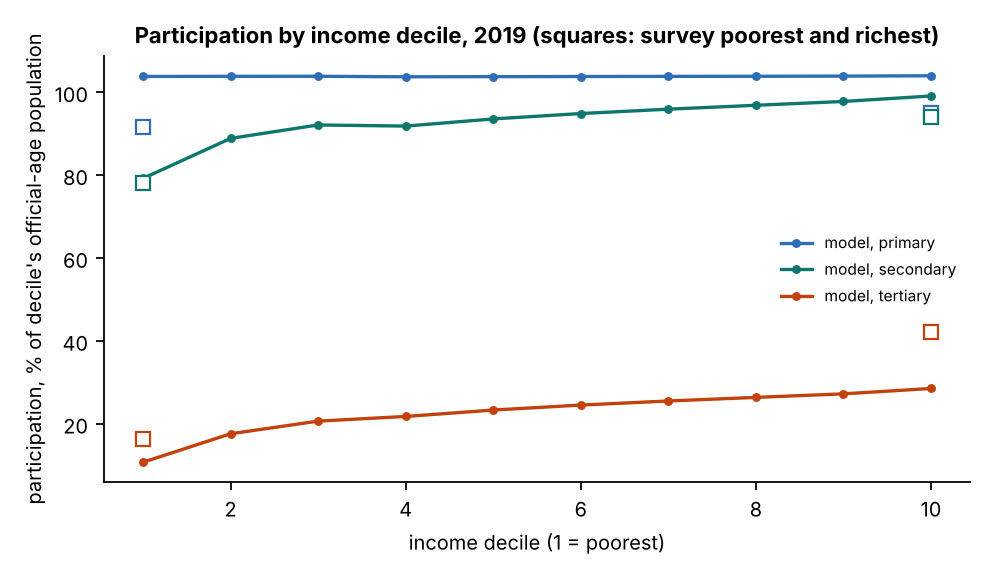 Participation by income decile, 2019 (squares: survey poorest and richest)
participation, % of decile's official-age population
100
80
60
40
20
model, primary
model, secondary
model, tertiary
2
4
6
8
10
income decile (1 = poorest)